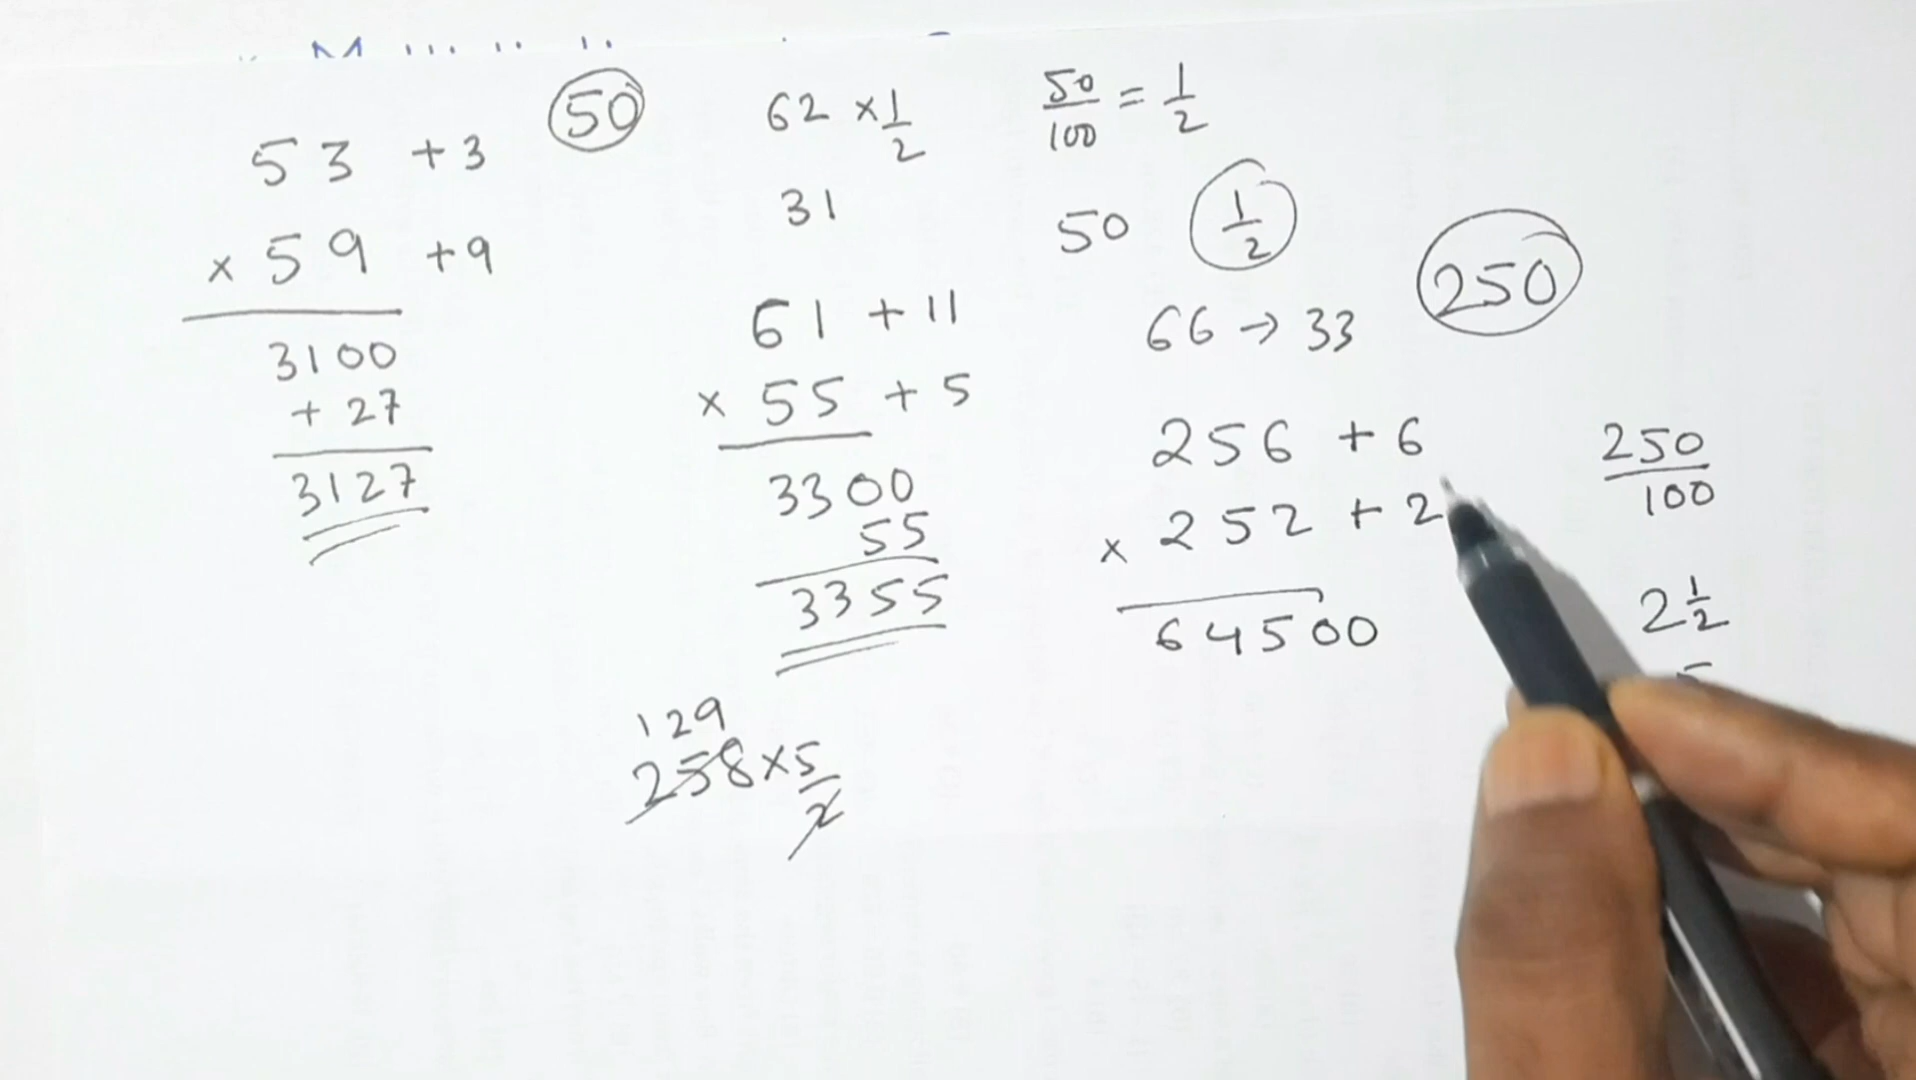 53 +3
× 59 +9
3100
+ 27
3127
50
62 × 1/2
31
61 + 11
× 55 + 5
3300
55
3355
129
258 × 5/2
50/100 = 1/2
50 1/2
66 → 33
250
256 + 6
× 252 + 2
64500
250
100
2 1/2